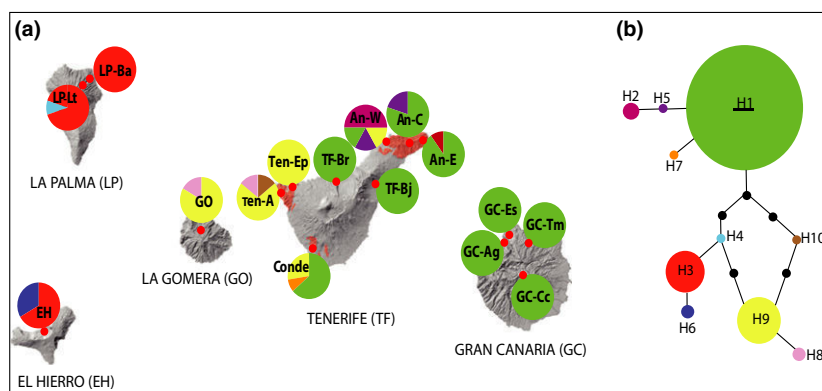 (a)
(b)
LP-Ba
LP-Lt
LA PALMA (LP)
An-W
An-C
An-E
Ten-Ep
TF-Br
TF-Bj
Ten-A
GO
LA GOMERA (GO)
Conde
TENERIFE (TF)
GC-Es
GC-Tm
GC-Ag
GC-Cc
GRAN CANARIA (GC)
EH
EL HIERRO (EH)
H1
H2
H5
H7
H4
H10
H3
H6
H9
H8